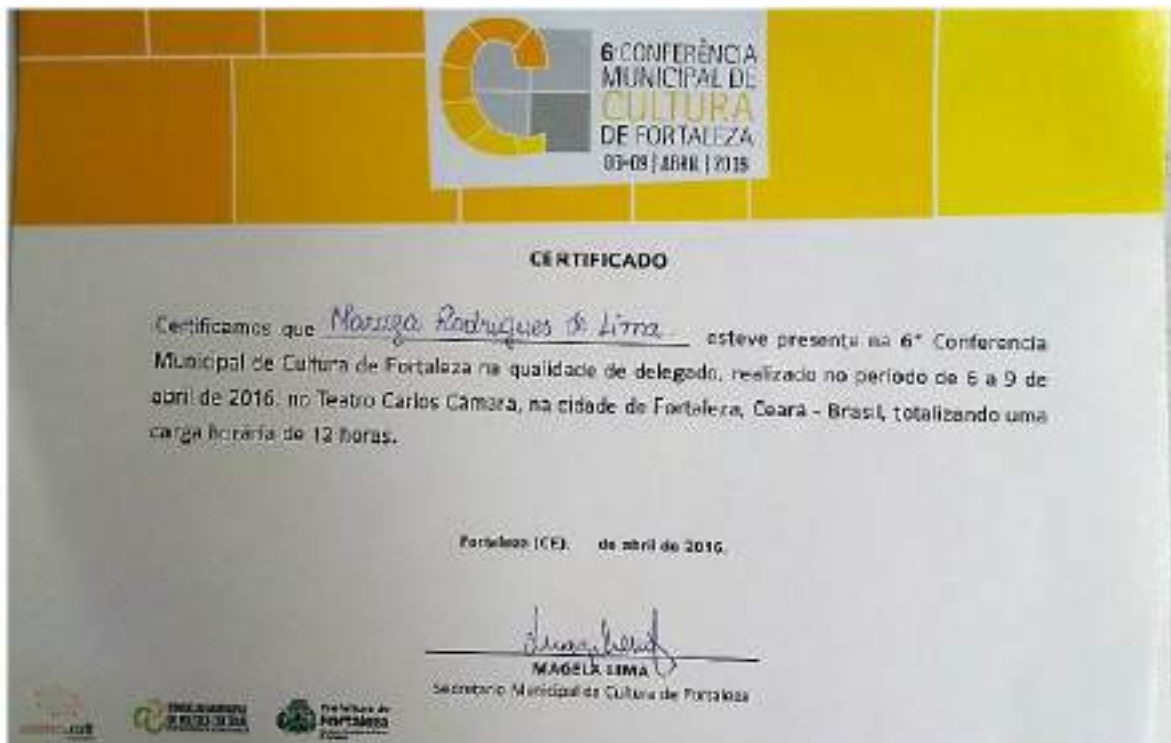 6ª CONFERÊNCIA
MUNICIPAL DE
CULTURA
DE FORTALEZA
06-09 | ABRIL | 2016
CERTIFICADO
Certificamos que Rodrigues de Lima esteve presente na 6ª Conferencia
Municipal de Cultura de Fortaleza na qualidade de delegado, realizado no período de 6 a 9 de
abril de 2016, no Teatro Carlos Câmara, na cidade de Fortaleza, Ceará - Brasil, totalizando uma
carga horária de 12 horas.
Fortaleza (CE), de abril de 2016.
MAGELA LIMA
Secretario Municipal de Cultura de Fortaleza
Prefeitura de
Fortaleza